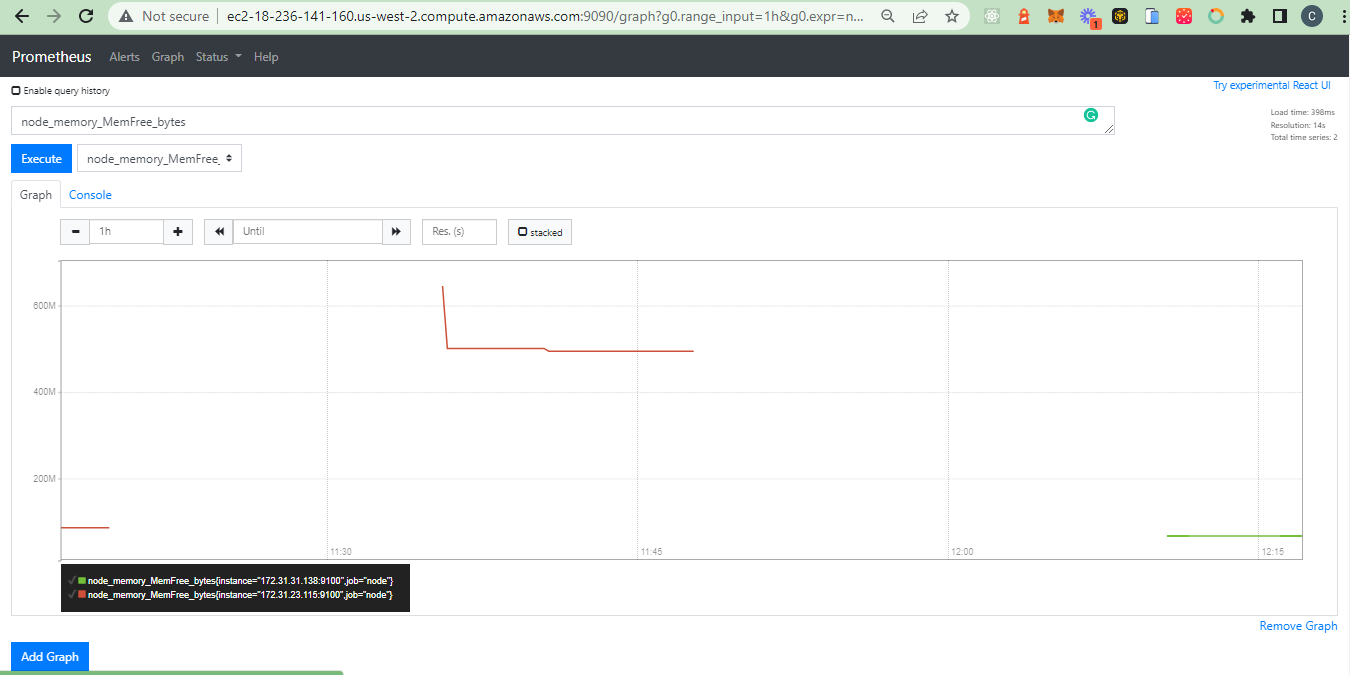 Not secure ec2-18-236-141-160.us-west-2.compute.amazonaws.com:9090/graph?g0.range_input=1h&g0.expr=n... 1 C
Prometheus Alerts Graph Status Help
Try experimental React UI
Enable query history
node_memory_MemFree_bytes
Load time: 398ms
Resolution: 14s
Total time series: 2
Execute node_memory_MemFree_
Graph Console
1h Until Res. (s) stacked
600M
400M
200M
11:30 11:45 12:00 12:15
node_memory_MemFree_bytes{instance="172.31.31.138:9100",job="node"}
node_memory_MemFree_bytes{instance="172.31.23.115:9100",job="node"}
Remove Graph
Add Graph